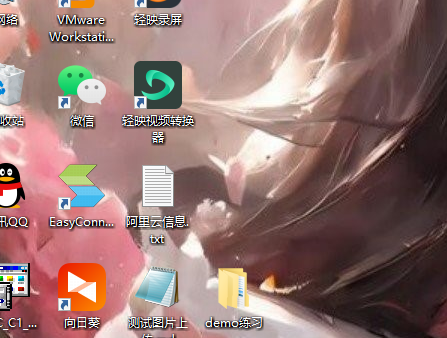 网络
VMware
Workstati...
轻映录屏
收站
微信
轻映视频转换
器
讯QQ
EasyConn...
阿里云信息.
txt
C_C1_...
向日葵
测试图片上
demo练习